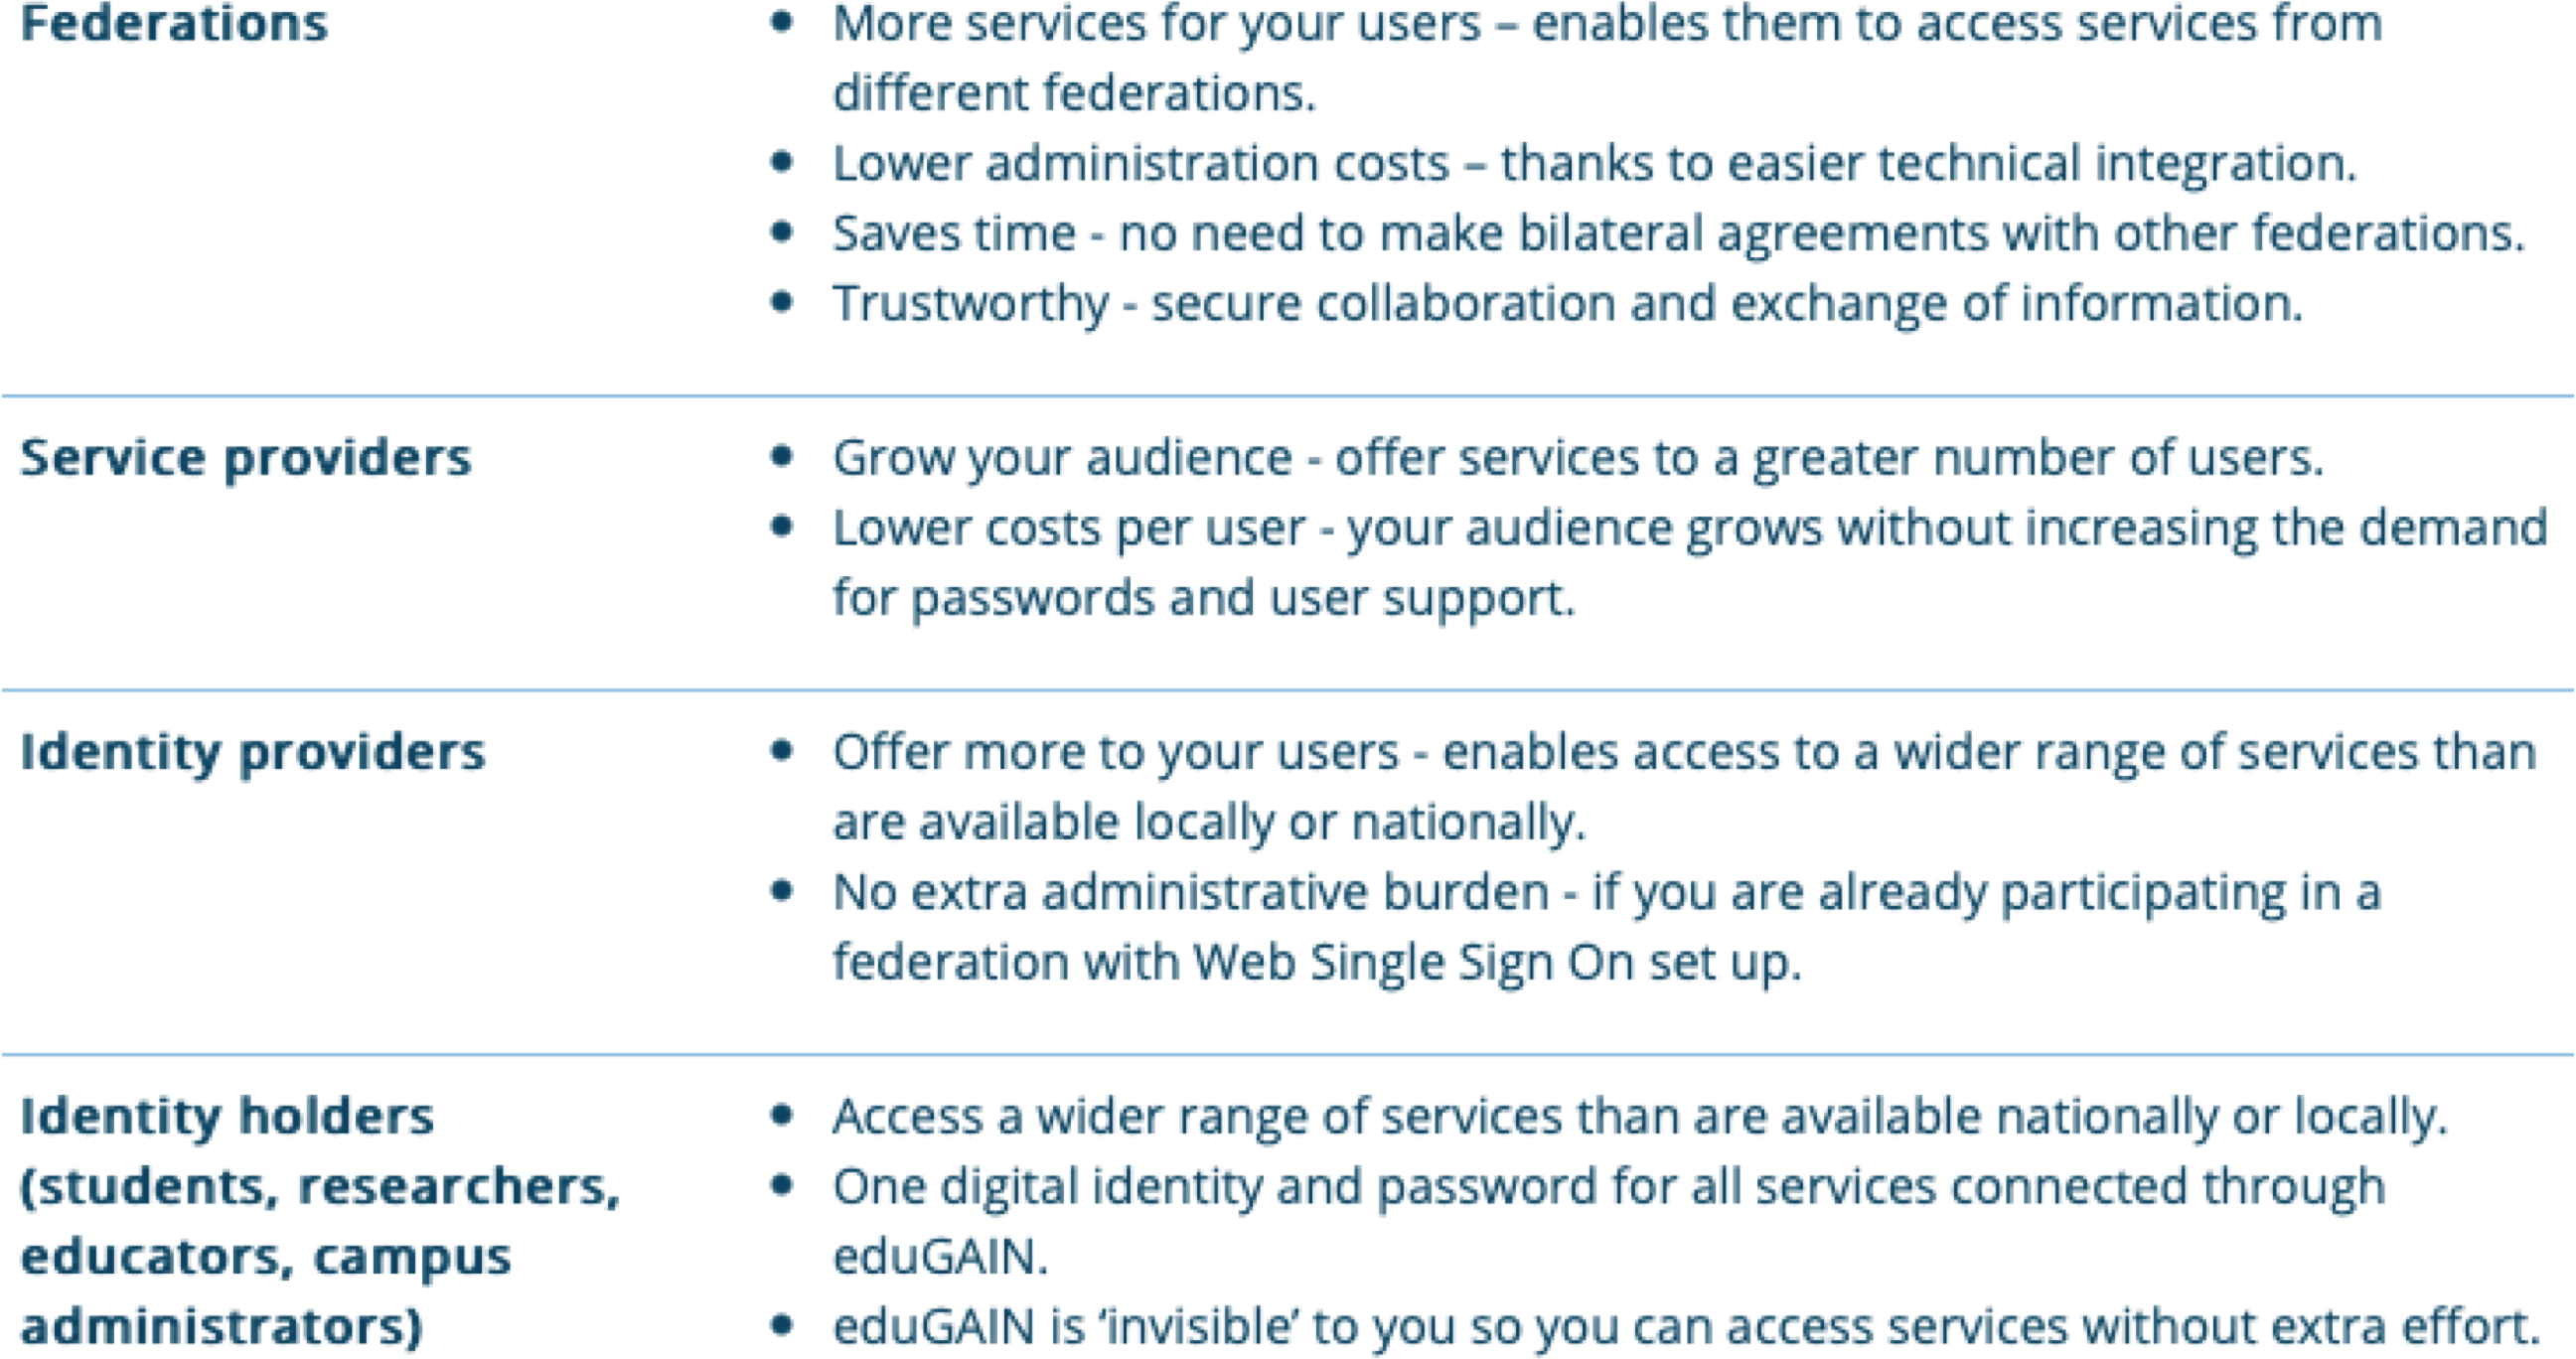 Federations
• More services for your users – enables them to access services from
different federations.
• Lower administration costs – thanks to easier technical integration.
• Saves time - no need to make bilateral agreements with other federations.
• Trustworthy - secure collaboration and exchange of information.
Service providers
• Grow your audience - offer services to a greater number of users.
• Lower costs per user - your audience grows without increasing the demand
for passwords and user support.
Identity providers
• Offer more to your users - enables access to a wider range of services than
are available locally or nationally.
• No extra administrative burden - if you are already participating in a
federation with Web Single Sign On set up.
Identity holders
(students, researchers,
educators, campus
administrators)
• Access a wider range of services than are available nationally or locally.
• One digital identity and password for all services connected through
eduGAIN.
• eduGAIN is ‘invisible’ to you so you can access services without extra effort.